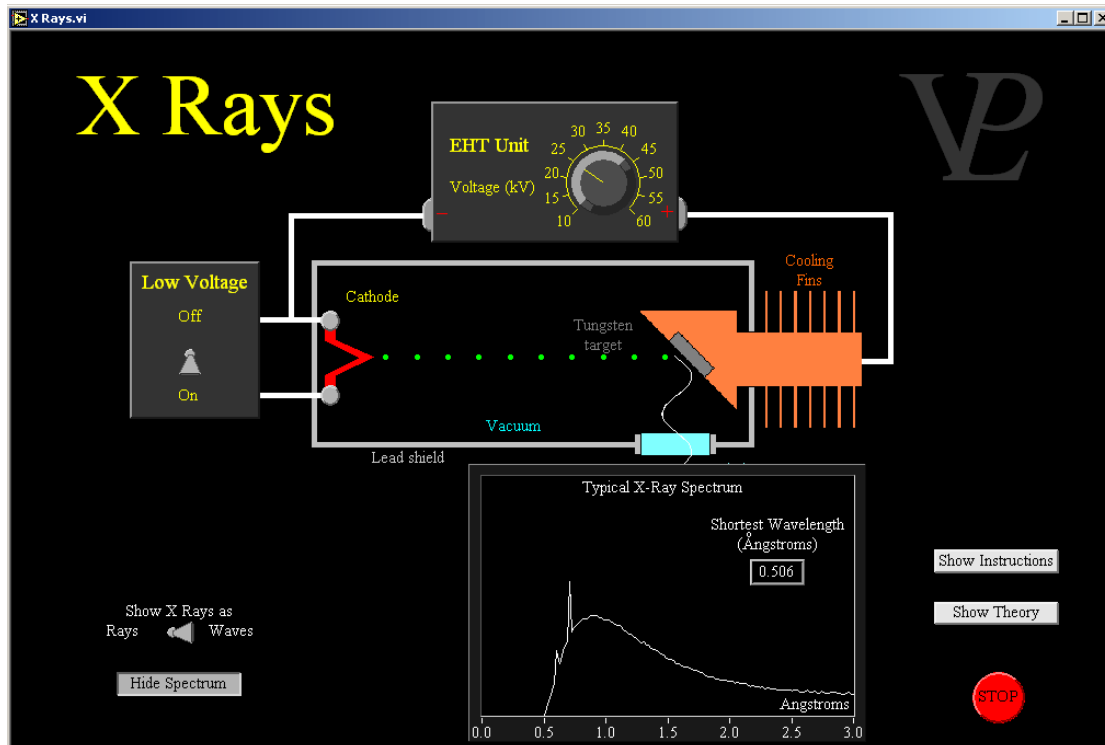 X Rays.vi
X Rays
VPL
EHT Unit
Voltage (kV)
10 15 20 25 30 35 40 45 50 55 60
− +
Low Voltage
Off
On
Cathode
Tungsten
target
Cooling
Fins
Vacuum
Lead shield
Typical X-Ray Spectrum
Shortest Wavelength
(Ångstroms)
0.506
Angstroms
0.0 0.5 1.0 1.5 2.0 2.5 3.0
Show X Rays as
Rays Waves
Hide Spectrum
Show Instructions
Show Theory
STOP